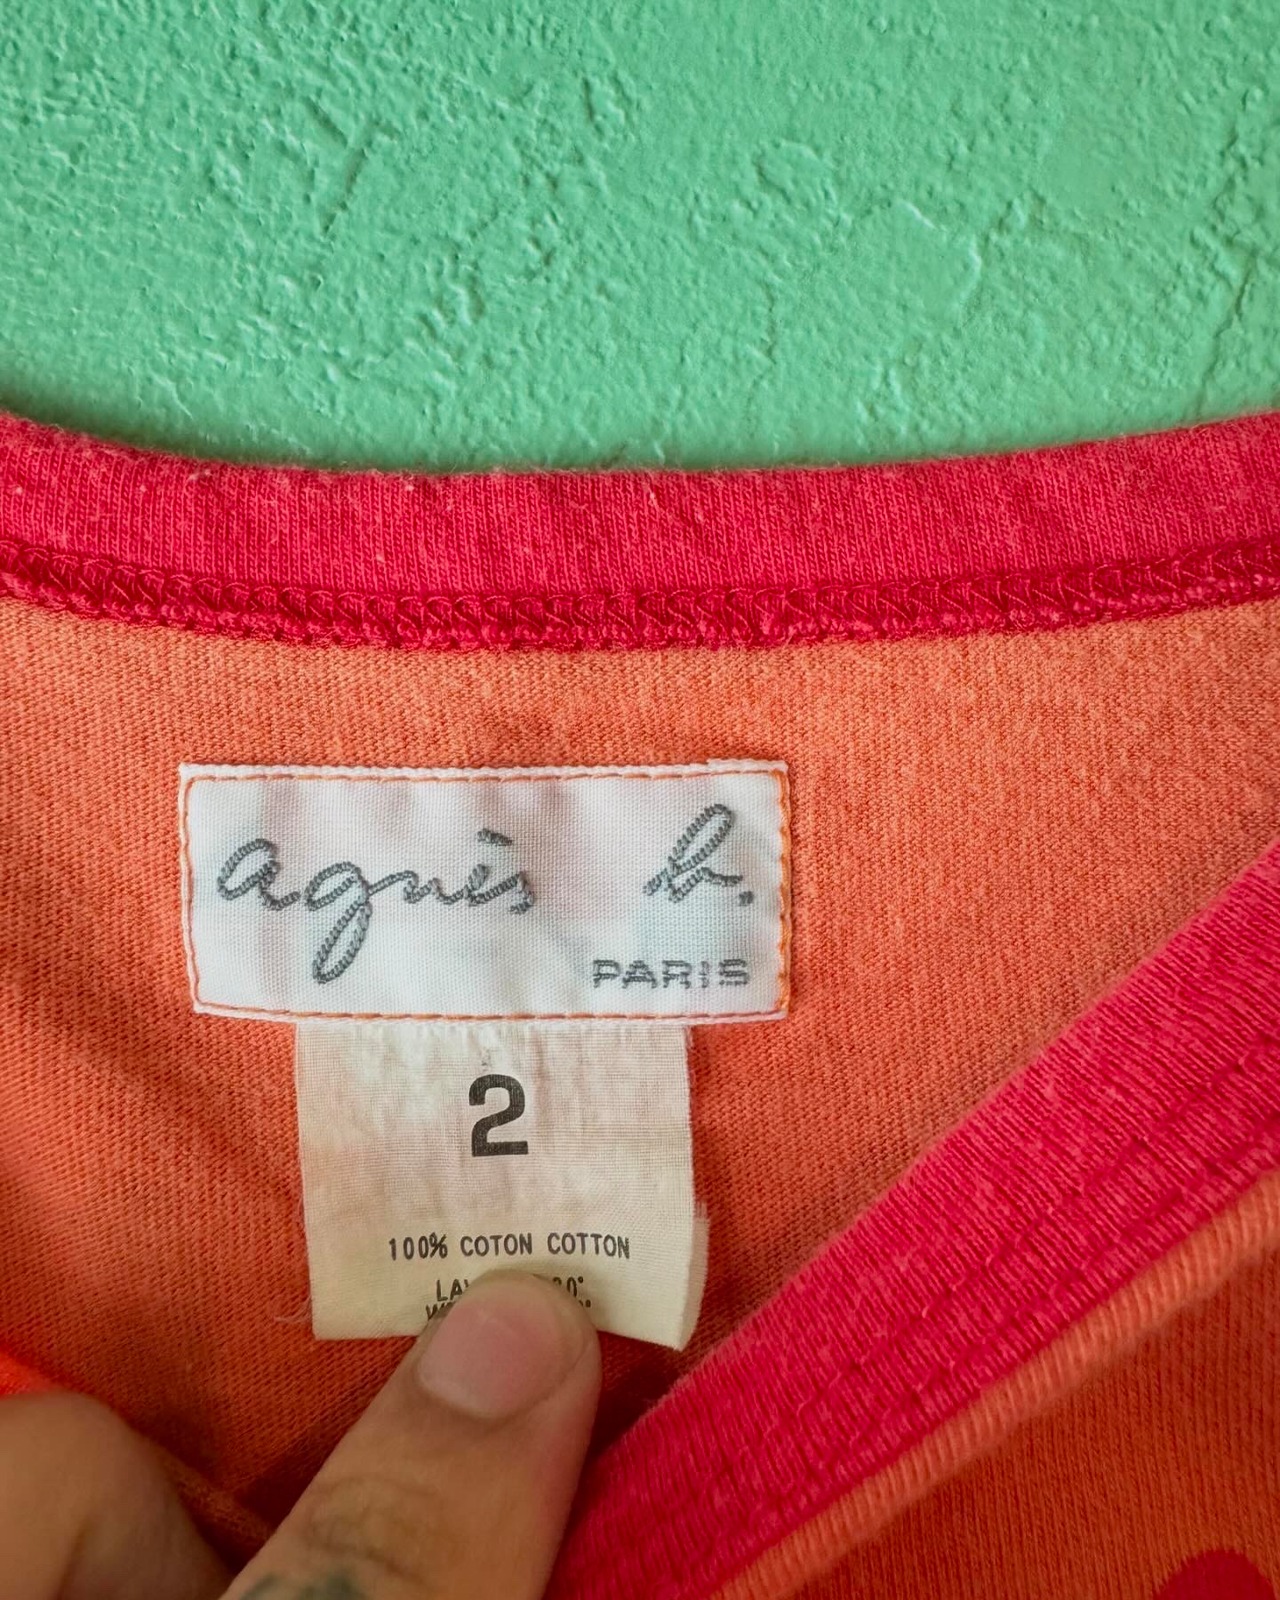 agnès b.
PARIS
2
100% COTON COTTON